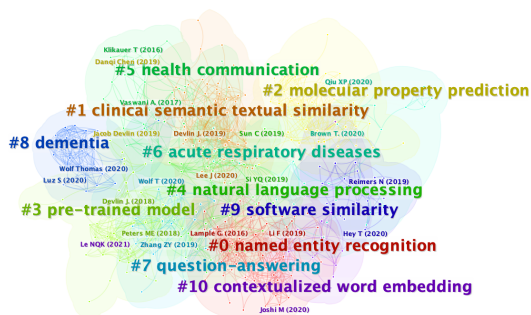 Klikauer T (2016)
Danqi Chen (2019)
#5 health communication
Qiu XP (2020)
#2 molecular property prediction
Vaswani A. (2017)
#1 clinical semantic textual similarity
Jacob Devlin (2019) Devlin J. (2019) Sun C (2019) Brown T. (2020)
#8 dementia
#6 acute respiratory diseases
Wolf Thomas (2020)
Luz S (2020) Wolf T (2020) Lee J (2020) Si YQ (2019) Reimers N (2019)
#4 natural language processing
Devlin J. (2018)
#3 pre-trained model #9 software similarity
Peters ME (2018) Lample G. (2016) Li F (2019) Hey T (2020)
Le NQK (2021) Zhang ZY (2019) #0 named entity recognition
#7 question-answering
#10 contextualized word embedding
Joshi M (2020)